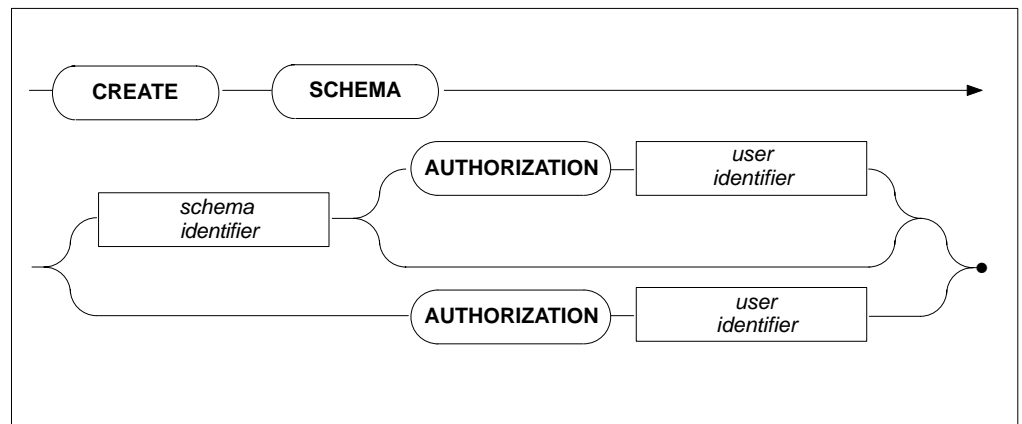 CREATE SCHEMA
AUTHORIZATION user
identifier
schema
identifier
AUTHORIZATION user
identifier